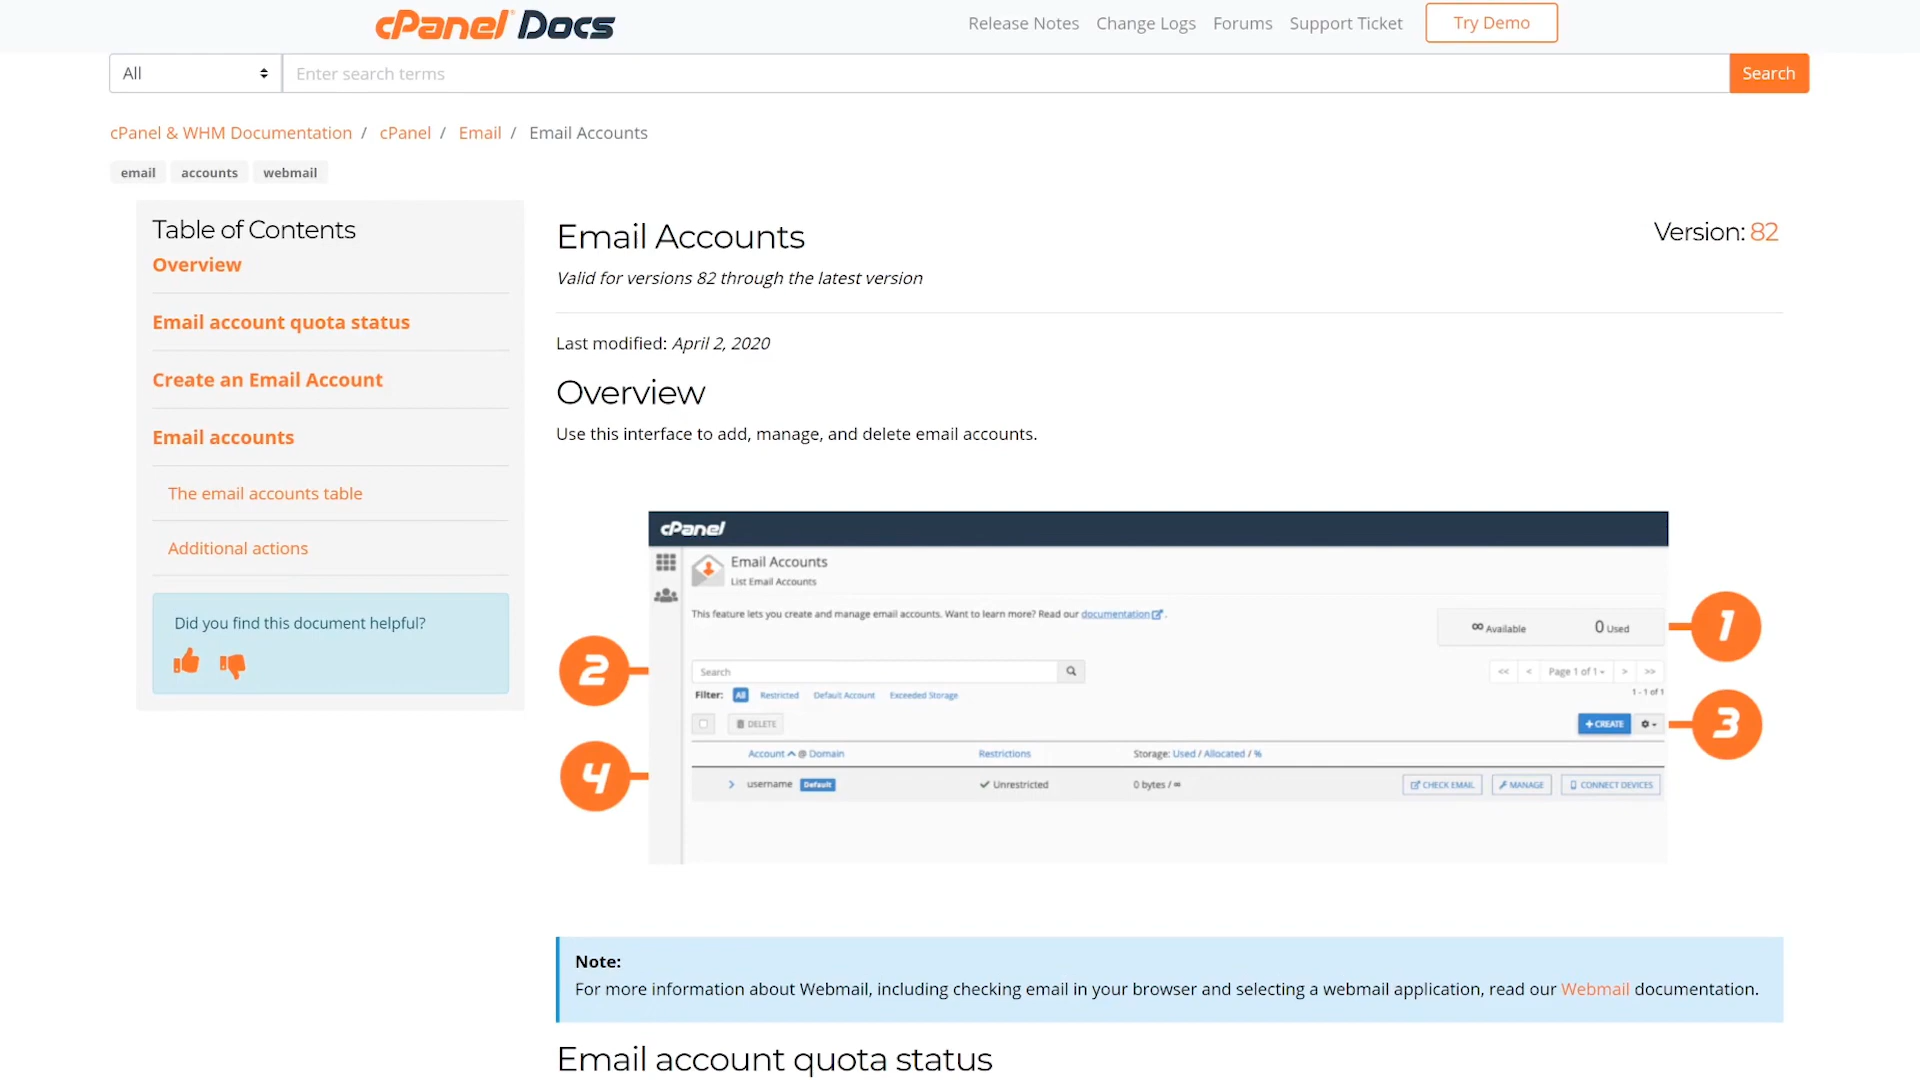 cPanel Docs
Release Notes Change Logs Forums Support Ticket Try Demo
All Enter search terms Search
cPanel & WHM Documentation / cPanel / Email / Email Accounts
email accounts webmail
Table of Contents
Overview
Email account quota status
Create an Email Account
Email accounts
The email accounts table
Additional actions
Did you find this document helpful?
Email Accounts
Version: 82
Valid for versions 82 through the latest version
Last modified: April 2, 2020
Overview
Use this interface to add, manage, and delete email accounts.
cPanel
Email Accounts
List Email Accounts
This feature lets you create and manage email accounts. Want to learn more? Read our documentation.
∞ Available 0 Used
1
2
Search
<< < Page 1 of 1 > >>
Filter: All Restricted Default Account Exceeded Storage
1 - 1 of 1
DELETE
+ CREATE
3
Account @ Domain Restrictions Storage: Used / Allocated / %
4
username Default Unrestricted 0 bytes / ∞ CHECK EMAIL MANAGE CONNECT DEVICES
Note:
For more information about Webmail, including checking email in your browser and selecting a webmail application, read our Webmail documentation.
Email account quota status